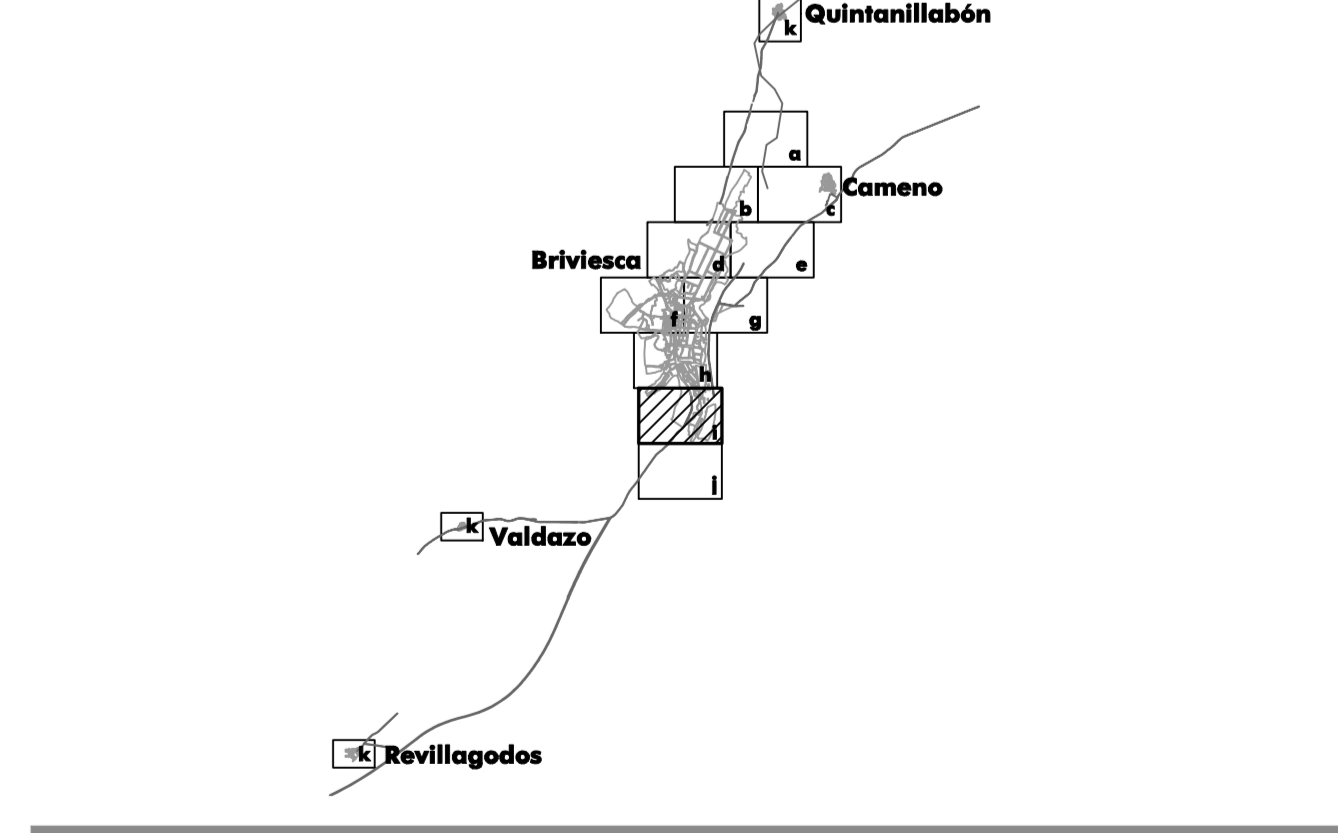 Quintanillabón
k
a
Cameno
b
c
Briviesca
d
e
f
g
h
i
j
k
Valdazo
k
Revillagodos